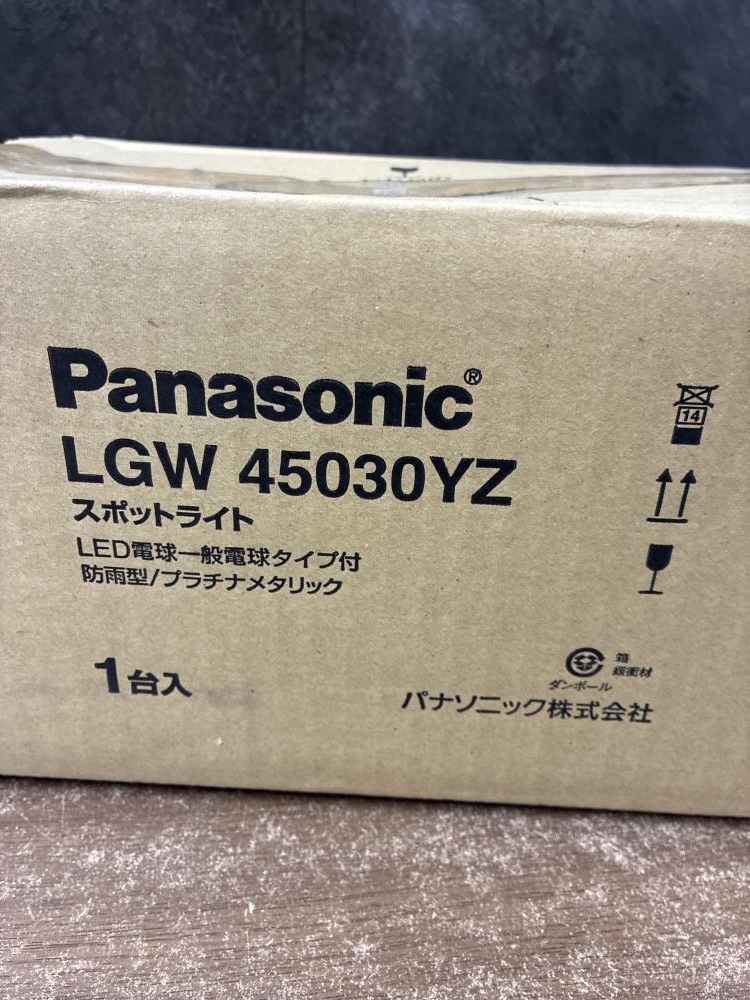 Panasonic®
LGW 45030YZ
スポットライト
LED電球一般電球タイプ付
防雨型/プラチナメタリック
1台入
14
箱
緩衝材
ダンボール
パナソニック株式会社